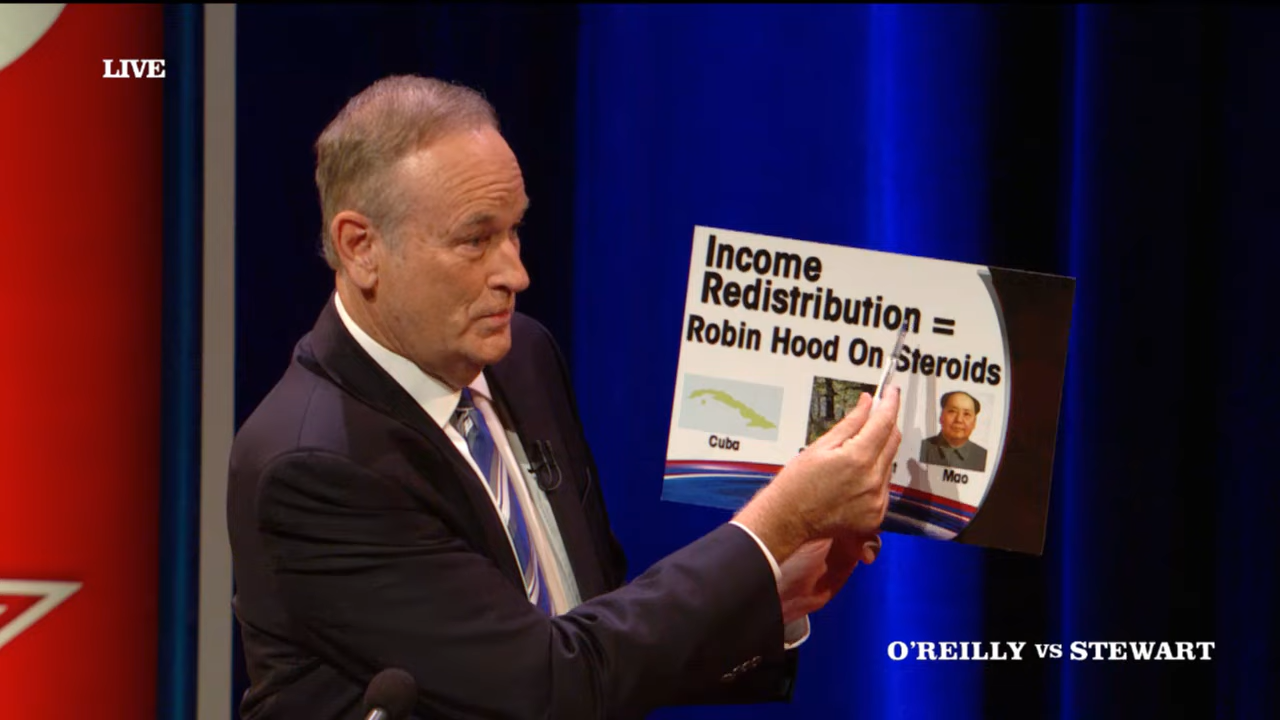 LIVE
Income
Redistribution =
Robin Hood On Steroids
Cuba
Mao
O'REILLY VS STEWART